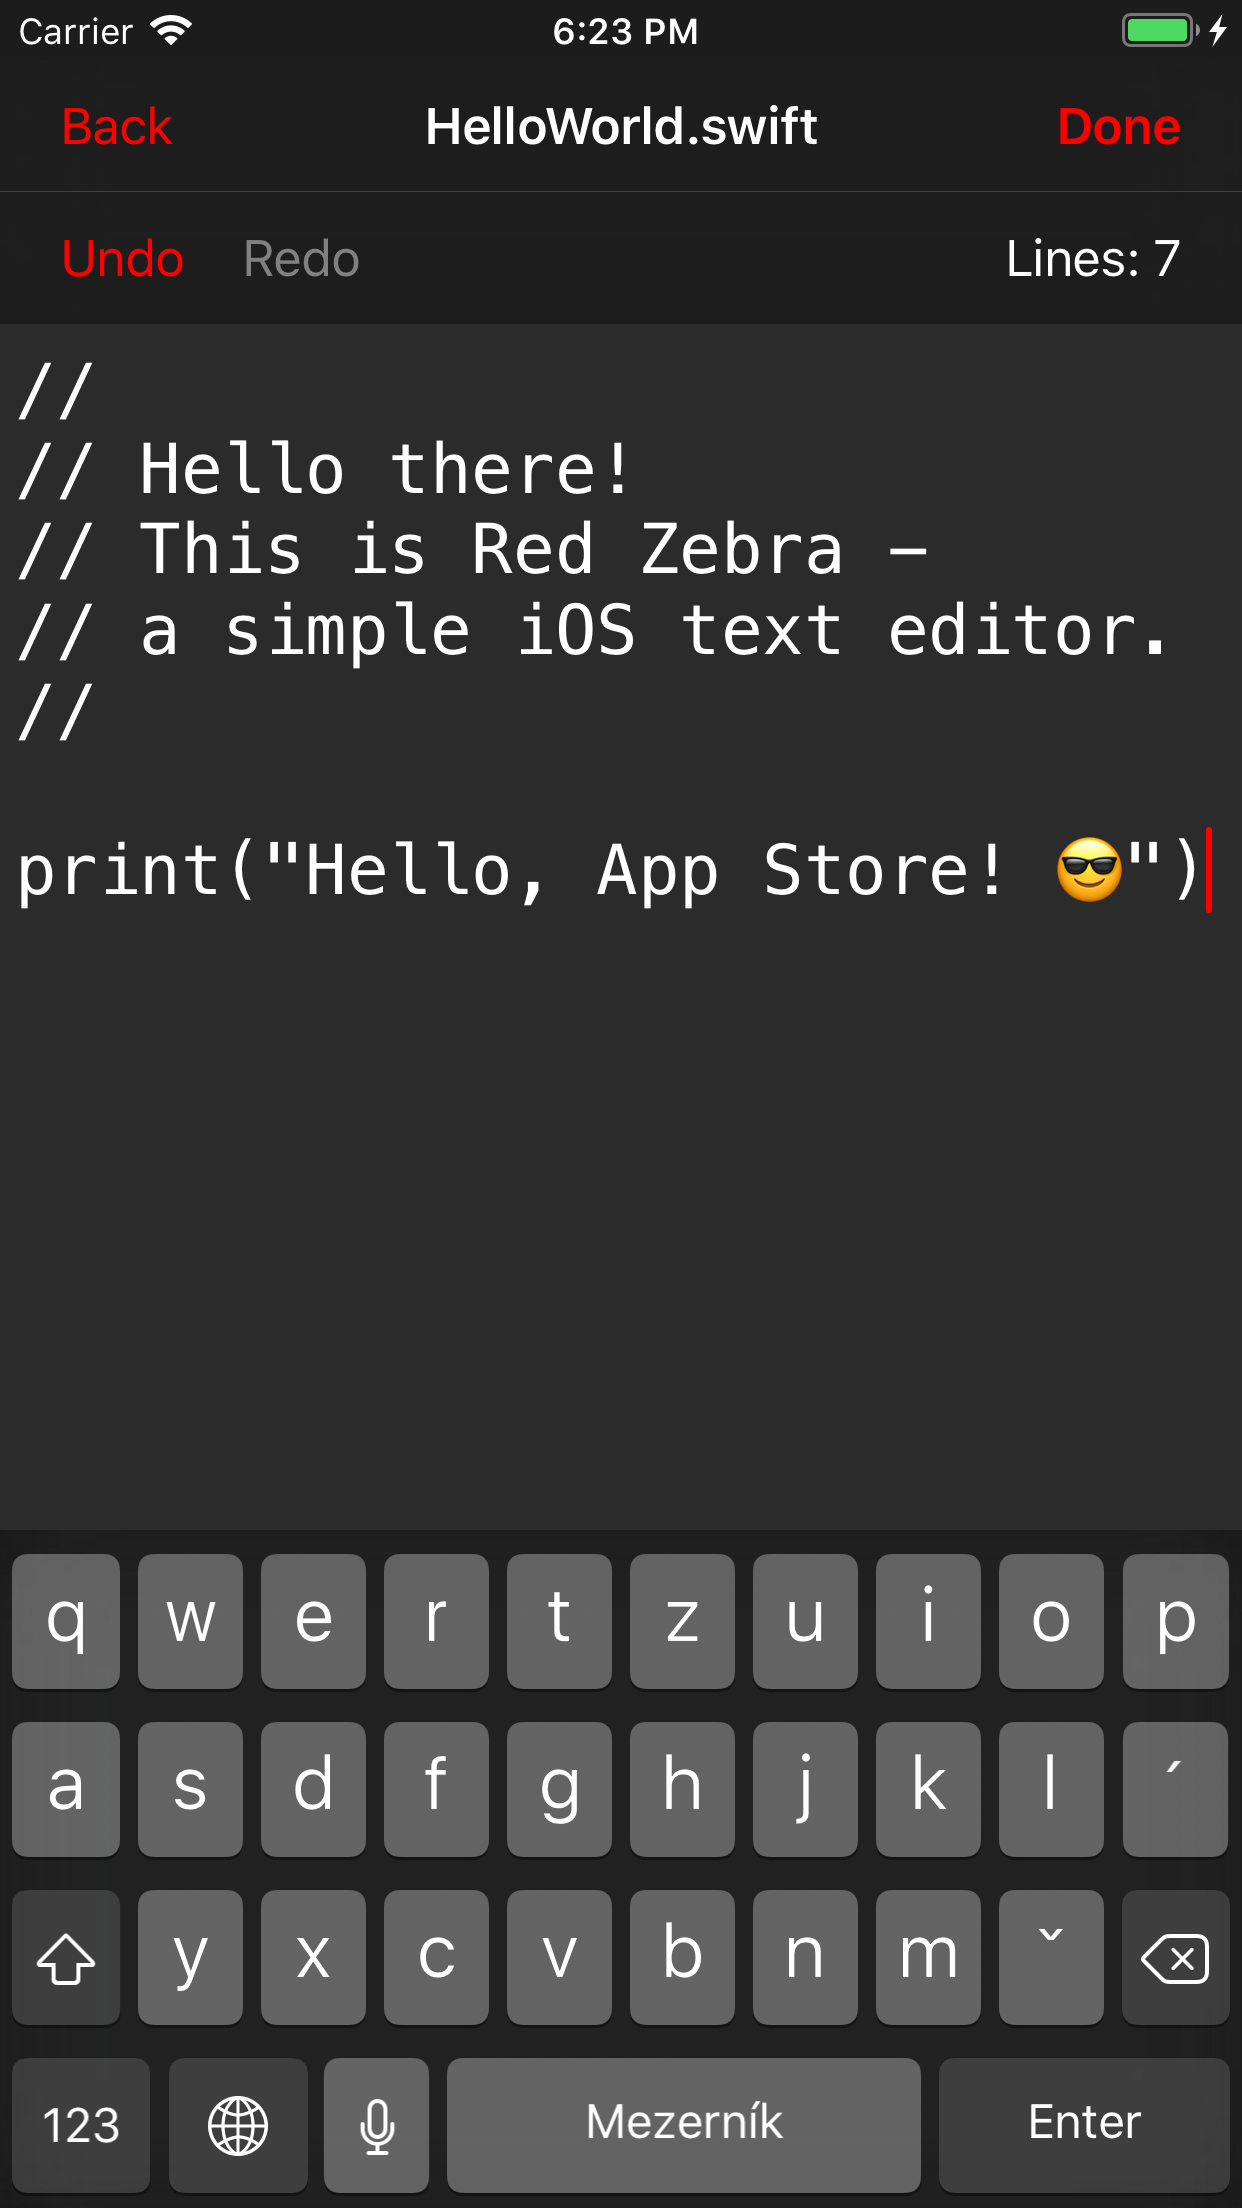 Carrier 6:23 PM
Back HelloWorld.swift Done
Undo Redo Lines: 7
//
// Hello there!
// This is Red Zebra –
// a simple iOS text editor.
//

print("Hello, App Store! 😎")
q w e r t z u i o p
a s d f g h j k l ´
y x c v b n m ˇ
123 Mezerník Enter